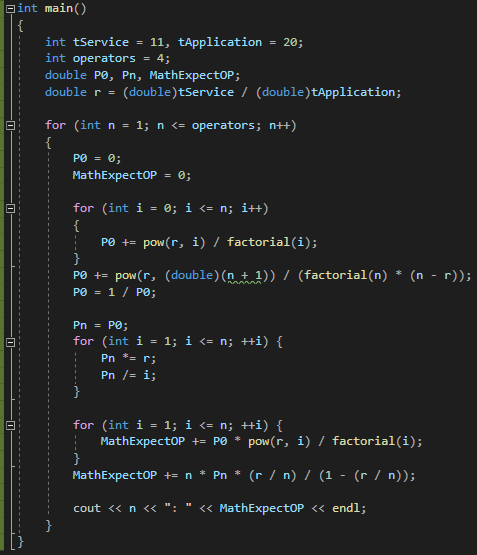 int main()
{
    int tService = 11, tApplication = 20;
    int operators = 4;
    double P0, Pn, MathExpectOP;
    double r = (double)tService / (double)tApplication;

    for (int n = 1; n <= operators; n++)
    {
        P0 = 0;
        MathExpectOP = 0;

        for (int i = 0; i <= n; i++)
        {
            P0 += pow(r, i) / factorial(i);
        }
        P0 += pow(r, (double)(n + 1)) / (factorial(n) * (n - r));
        P0 = 1 / P0;

        Pn = P0;
        for (int i = 1; i <= n; ++i) {
            Pn *= r;
            Pn /= i;
        }

        for (int i = 1; i <= n; ++i) {
            MathExpectOP += P0 * pow(r, i) / factorial(i);
        }
        MathExpectOP += n * Pn * (r / n) / (1 - (r / n));

        cout << n << ": " << MathExpectOP << endl;
    }
}